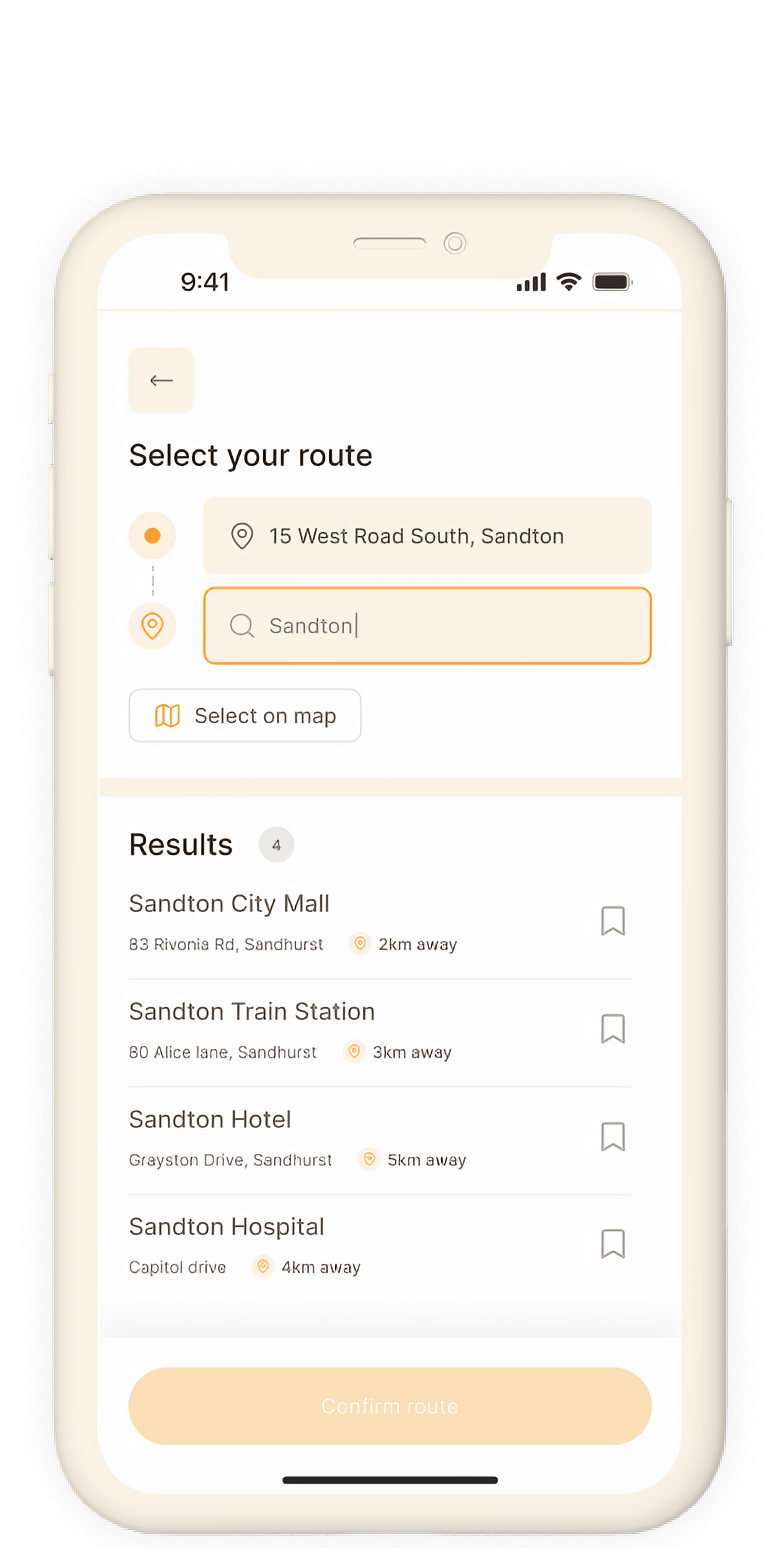 9:41
Select your route
15 West Road South, Sandton
Sandton
Select on map
Results 4
Sandton City Mall
83 Rivonia Rd, Sandhurst 2km away
Sandton Train Station
80 Alice lane, Sandhurst 3km away
Sandton Hotel
Grayston Drive, Sandhurst 5km away
Sandton Hospital
Capitol drive 4km away
Confirm route